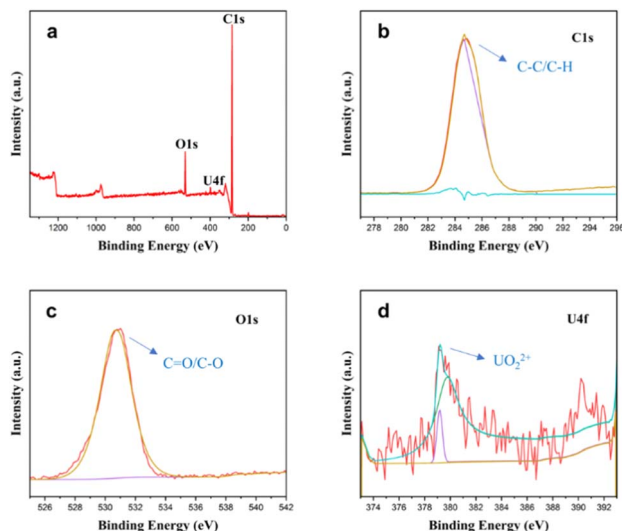 a
C1s
O1s
U4f
Intensity (a.u.)
1200 1000 800 600 400 200 0
Binding Energy (eV)
b
C1s
C-C/C-H
Intensity (a.u.)
278 280 282 284 286 288 290 292 294 296
Binding Energy (eV)
c
O1s
C=O/C-O
Intensity (a.u.)
526 528 530 532 534 536 538 540 542
Binding Energy (eV)
d
U4f
UO₂²⁺
Intensity (a.u.)
374 376 378 380 382 384 386 388 390 392
Binding Energy (eV)